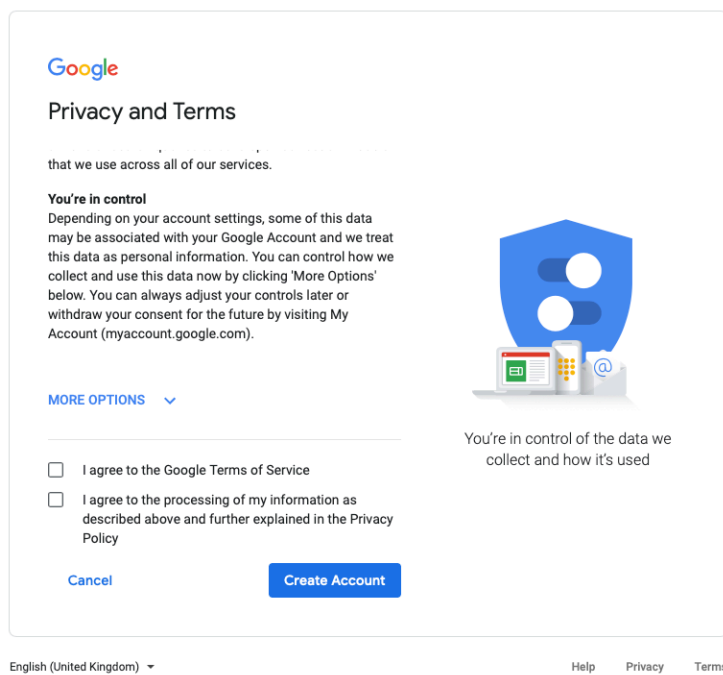 Google
Privacy and Terms
that we use across all of our services.
You're in control
Depending on your account settings, some of this data
may be associated with your Google Account and we treat
this data as personal information. You can control how we
collect and use this data now by clicking 'More Options'
below. You can always adjust your controls later or
withdraw your consent for the future by visiting My
Account (myaccount.google.com).
MORE OPTIONS
I agree to the Google Terms of Service
I agree to the processing of my information as
described above and further explained in the Privacy
Policy
Cancel
Create Account
@
You're in control of the data we
collect and how it's used
English (United Kingdom)
Help
Privacy
Terms